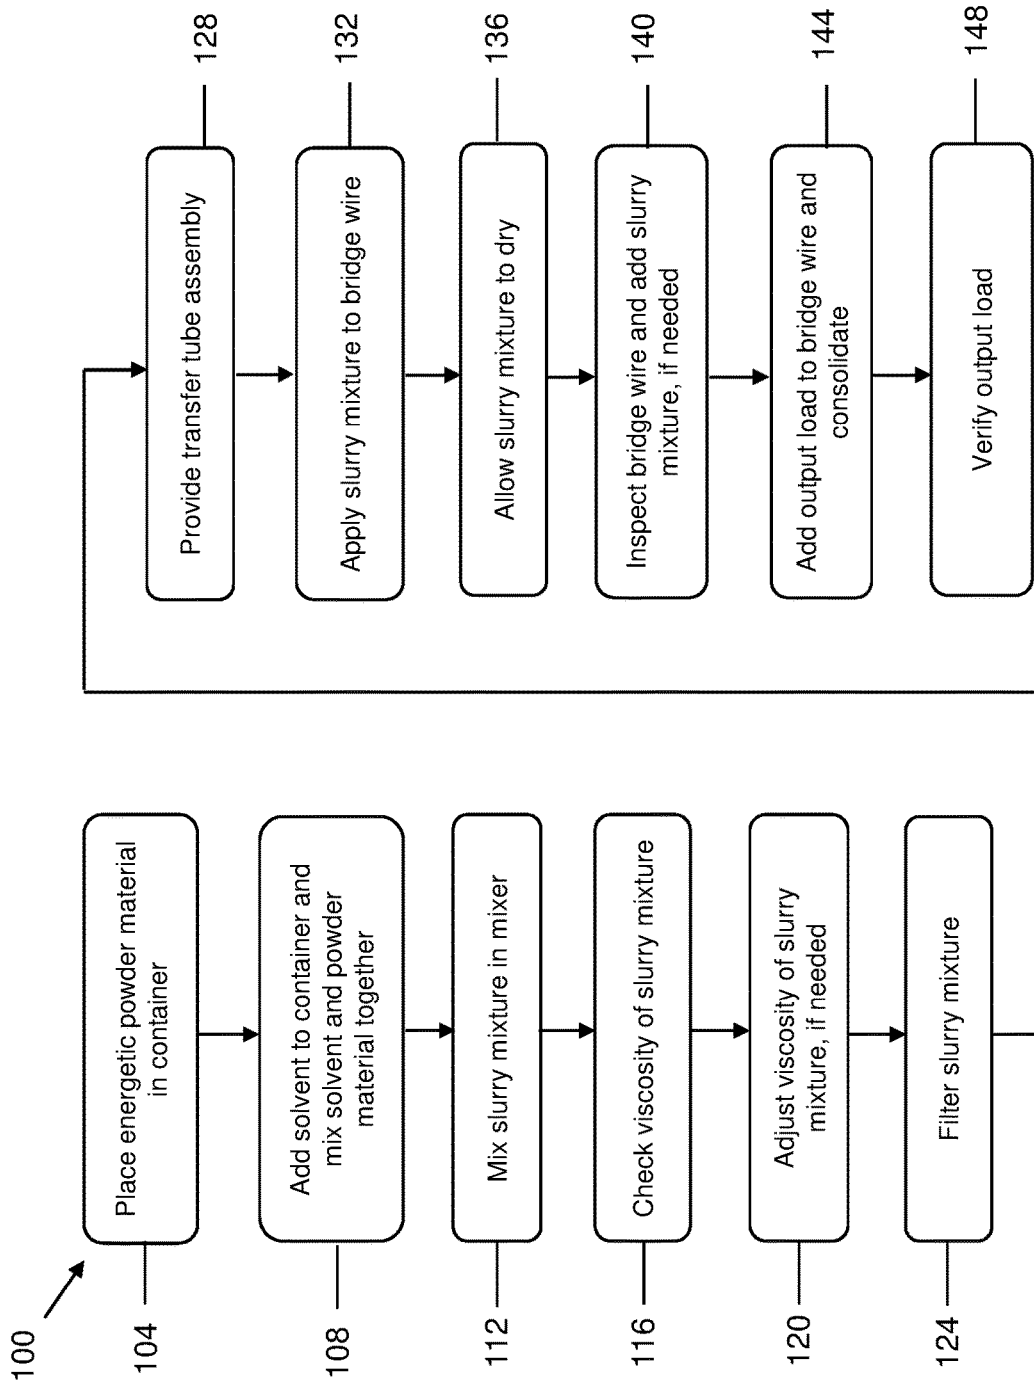 100
104
Place energetic powder material
in container
108
Add solvent to container and
mix solvent and powder
material together
112
Mix slurry mixture in mixer
116
Check viscosity of slurry mixture
120
Adjust viscosity of slurry
mixture, if needed
124
Filter slurry mixture
Provide transfer tube assembly
128
Apply slurry mixture to bridge wire
132
Allow slurry mixture to dry
136
Inspect bridge wire and add slurry
mixture, if needed
140
Add output load to bridge wire and
consolidate
144
Verify output load
148